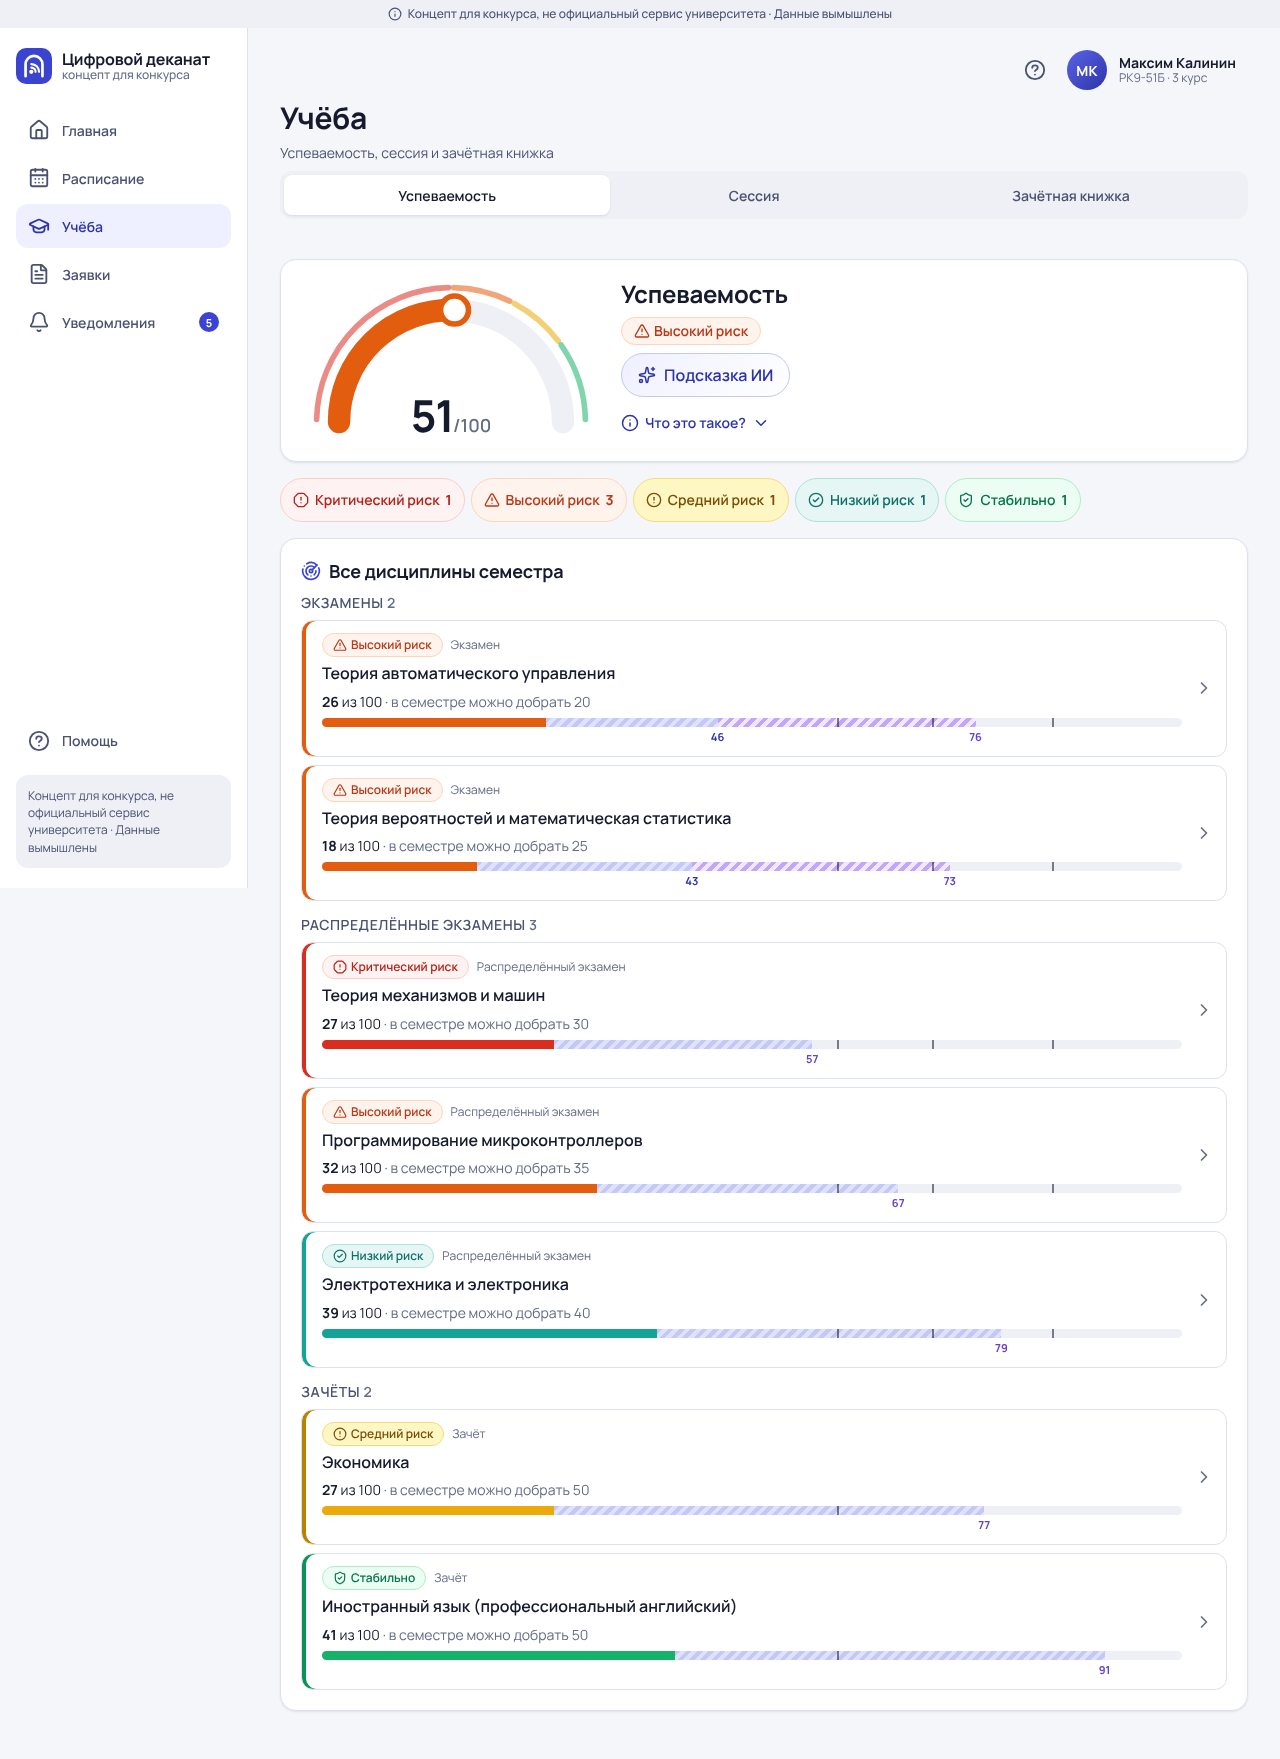 Концепт для конкурса, не официальный сервис университета · Данные вымышлены
Цифровой деканат
концепт для конкурса
Главная
Расписание
Учёба
Заявки
Уведомления 5
Помощь
Концепт для конкурса, не
официальный сервис
университета · Данные
вымышлены
МК
Максим Калинин
РК9-51Б · 3 курс
Учёба
Успеваемость, сессия и зачётная книжка
Успеваемость
Сессия
Зачётная книжка
51/100
Успеваемость
Высокий риск
Подсказка ИИ
Что это такое?
Критический риск 1
Высокий риск 3
Средний риск 1
Низкий риск 1
Стабильно 1
Все дисциплины семестра
ЭКЗАМЕНЫ 2
Высокий риск Экзамен
Теория автоматического управления
26 из 100 · в семестре можно добрать 20
46 76
Высокий риск Экзамен
Теория вероятностей и математическая статистика
18 из 100 · в семестре можно добрать 25
43 73
РАСПРЕДЕЛЁННЫЕ ЭКЗАМЕНЫ 3
Критический риск Распределённый экзамен
Теория механизмов и машин
27 из 100 · в семестре можно добрать 30
57
Высокий риск Распределённый экзамен
Программирование микроконтроллеров
32 из 100 · в семестре можно добрать 35
67
Низкий риск Распределённый экзамен
Электротехника и электроника
39 из 100 · в семестре можно добрать 40
79
ЗАЧЁТЫ 2
Средний риск Зачёт
Экономика
27 из 100 · в семестре можно добрать 50
77
Стабильно Зачёт
Иностранный язык (профессиональный английский)
41 из 100 · в семестре можно добрать 50
91